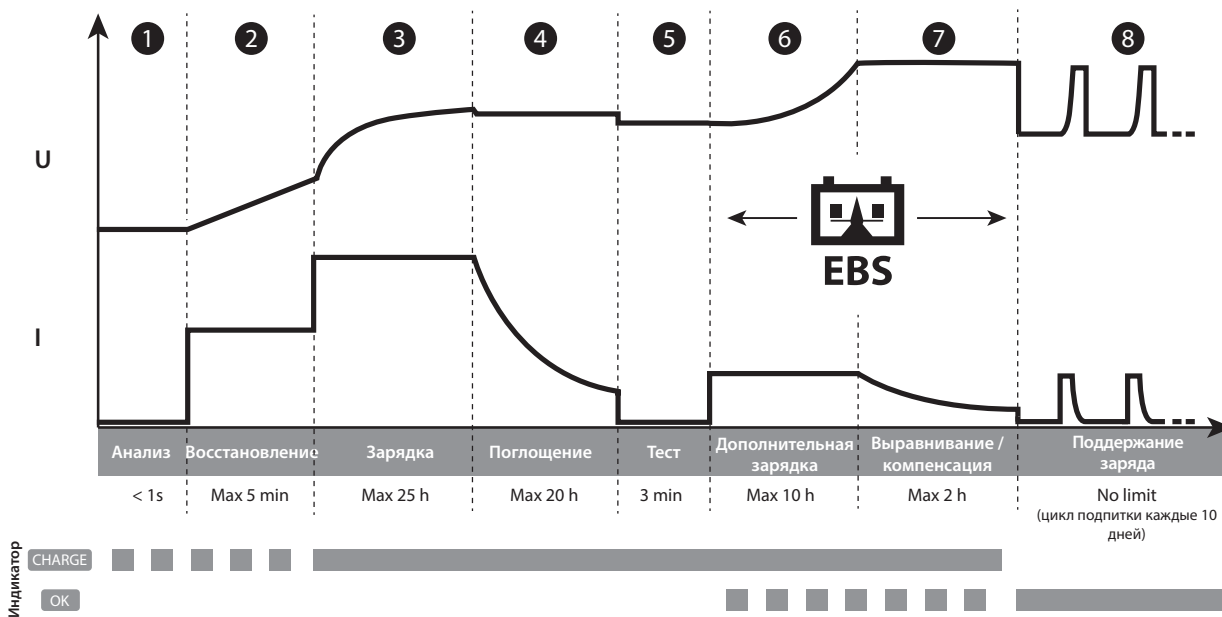 1 2 3 4 5 6 7 8
U
EBS
I
Анализ Восстановление Зарядка Поглощение Тест Дополнительная зарядка Выравнивание / компенсация Поддержание заряда
< 1s Max 5 min Max 25 h Max 20 h 3 min Max 10 h Max 2 h No limit
(цикл подпитки каждые 10
дней)
Индикатор
CHARGE
OK